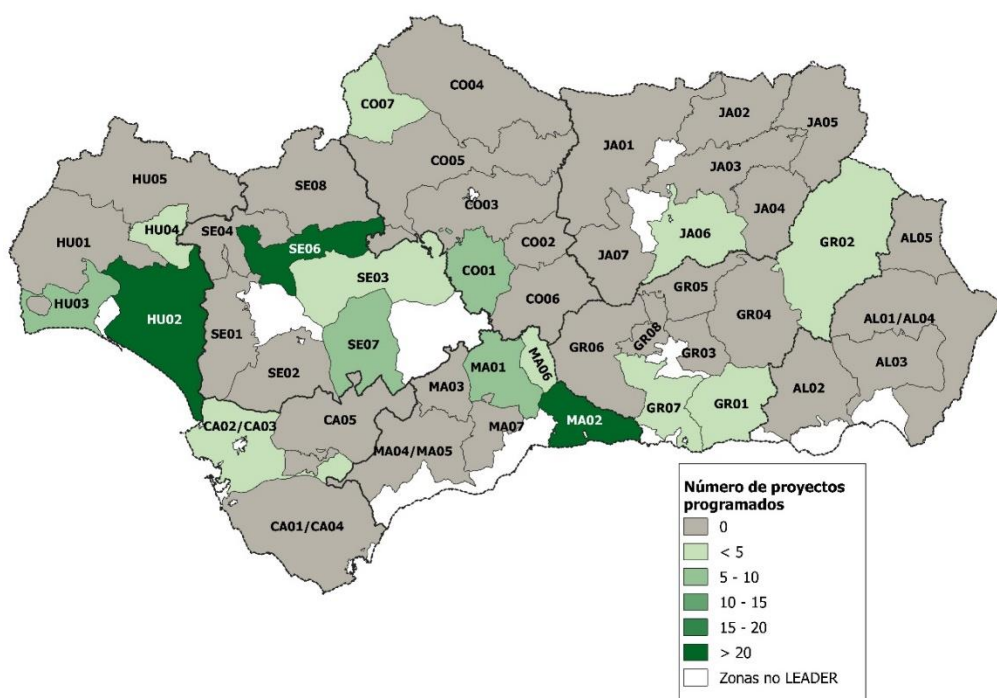 CO04
CO07
JA02
JA05
JA01
CO05
JA03
HU05
SE08
CO03
JA04
HU04
SE04
HU01
SE06
CO02
JA06
GR02
AL05
JA07
SE03
CO01
GR05
HU03
HU02
CO06
AL01/AL04
SE01
GR04
GR08
SE07
GR06
GR03
AL03
SE02
MA01
MA06
MA03
AL02
GR07
GR01
CA02/CA03
CA05
MA02
MA07
MA04/MA05
CA01/CA04
Número de proyectos
programados
0
< 5
5 - 10
10 - 15
15 - 20
> 20
Zonas no LEADER